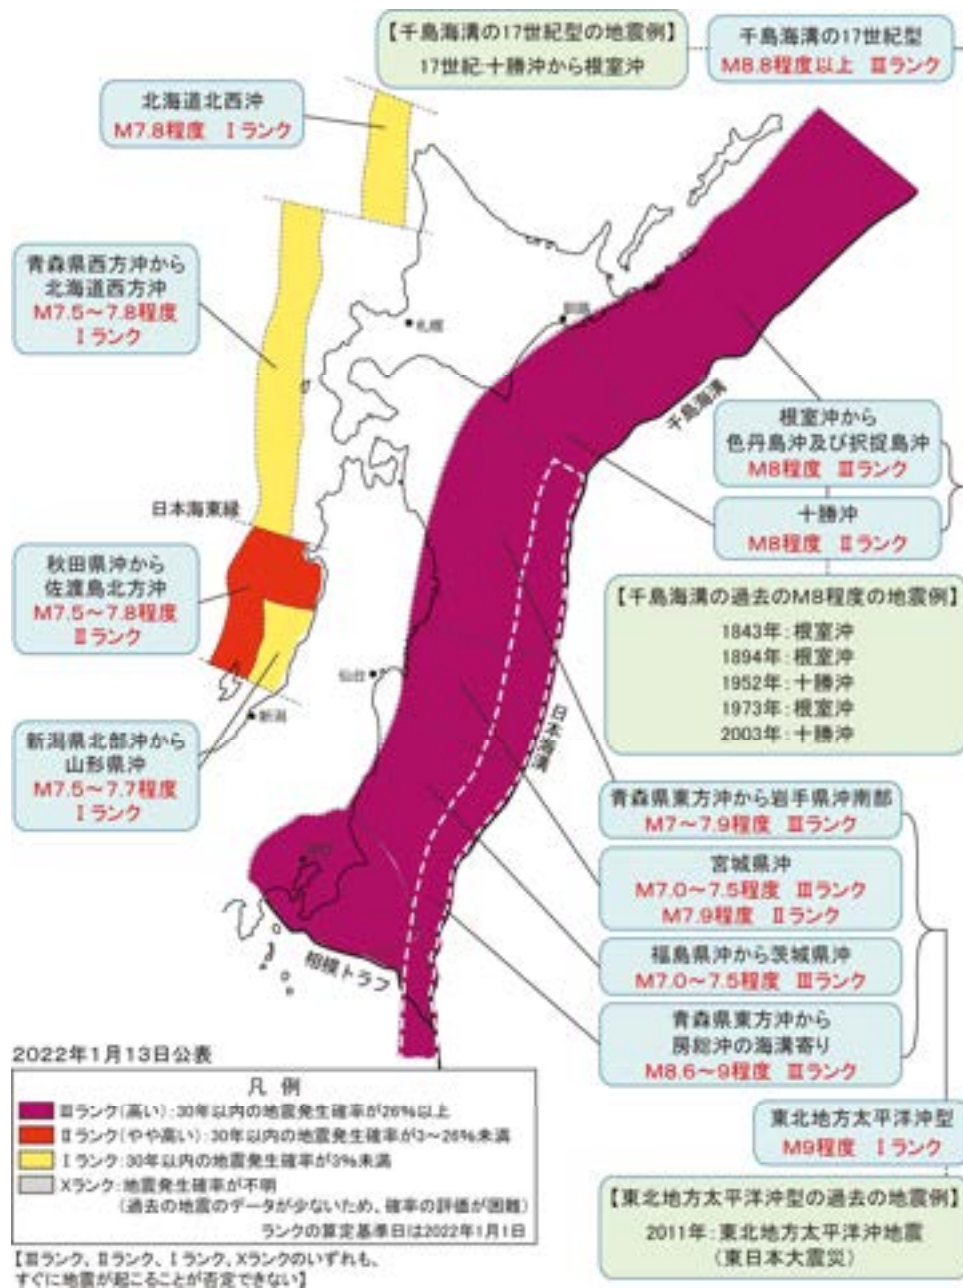 【千島海溝の17世紀型の地震例】
17世紀:十勝沖から根室沖
千島海溝の17世紀型
M8.8程度以上 Ⅲランク
北海道北西沖
M7.8程度 Ⅰランク
青森県西方沖から
北海道西方沖
M7.5～7.8程度
Ⅰランク
札幌
釧路
千島海溝
根室沖から
色丹島沖及び択捉島沖
M8程度 Ⅲランク
十勝沖
M8程度 Ⅱランク
日本海東縁
秋田県沖から
佐渡島北方沖
M7.5～7.8程度
Ⅱランク
【千島海溝の過去のM8程度の地震例】
1843年:根室沖
1894年:根室沖
1952年:十勝沖
1973年:根室沖
2003年:十勝沖
仙台
新潟
日本海溝
新潟県北部沖から
山形県沖
M7.5～7.7程度
Ⅰランク
青森県東方沖から岩手県沖南部
M7～7.9程度 Ⅲランク
宮城県沖
M7.0～7.5程度 Ⅲランク
M7.9程度 Ⅱランク
福島県沖から茨城県沖
M7.0～7.5程度 Ⅲランク
相模トラフ
青森県東方沖から
房総沖の海溝寄り
M8.6～9程度 Ⅲランク
2022年1月13日公表
凡例
Ⅲランク(高い):30年以内の地震発生確率が26%以上
Ⅱランク(やや高い):30年以内の地震発生確率が3～26%未満
Ⅰランク:30年以内の地震発生確率が3%未満
Xランク:地震発生確率が不明
(過去の地震のデータが少ないため、確率の評価が困難)
ランクの算定基準日は2022年1月1日
【Ⅲランク、Ⅱランク、Ⅰランク、Xランクのいずれも、
すぐに地震が起こることが否定できない】
東北地方太平洋沖型
M9程度 Ⅰランク
【東北地方太平洋沖型の過去の地震例】
2011年:東北地方太平洋沖地震
(東日本大震災)